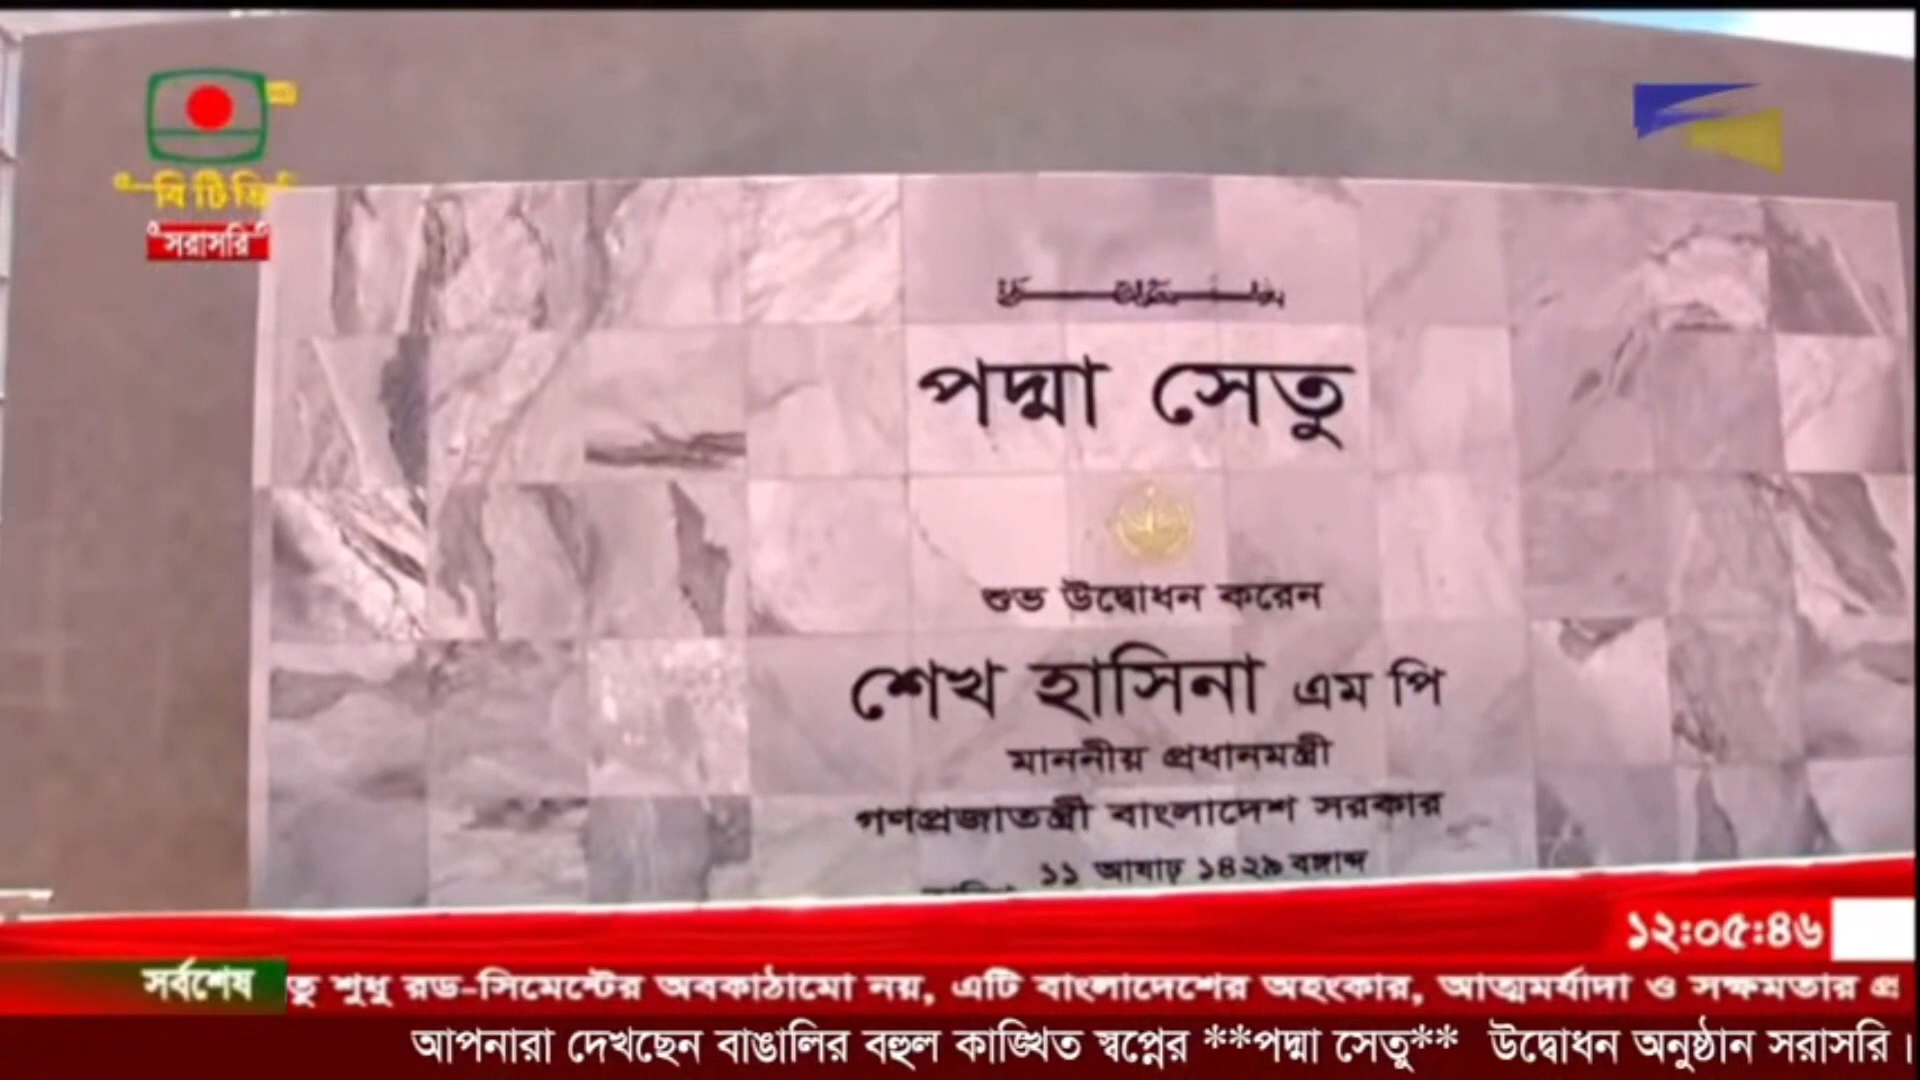 বি টি ভি
সরাসরি
পদ্মা সেতু
শুভ উদ্বোধন করেন
শেখ হাসিনা এম পি
মাননীয় প্রধানমন্ত্রী
গণপ্রজাতন্ত্রী বাংলাদেশ সরকার
১১ আষাঢ় ১৪২৯ বঙ্গাব্দ
১২:০৫:৪৬
সর্বশেষ তু শুধু রড-সিমেন্টের অবকাঠামো নয়, এটি বাংলাদেশের অহংকার, আত্মমর্যাদা ও সক্ষমতার প্র
আপনারা দেখছেন বাঙালির বহুল কাঙ্খিত স্বপ্নের **পদ্মা সেতু** উদ্বোধন অনুষ্ঠান সরাসরি।